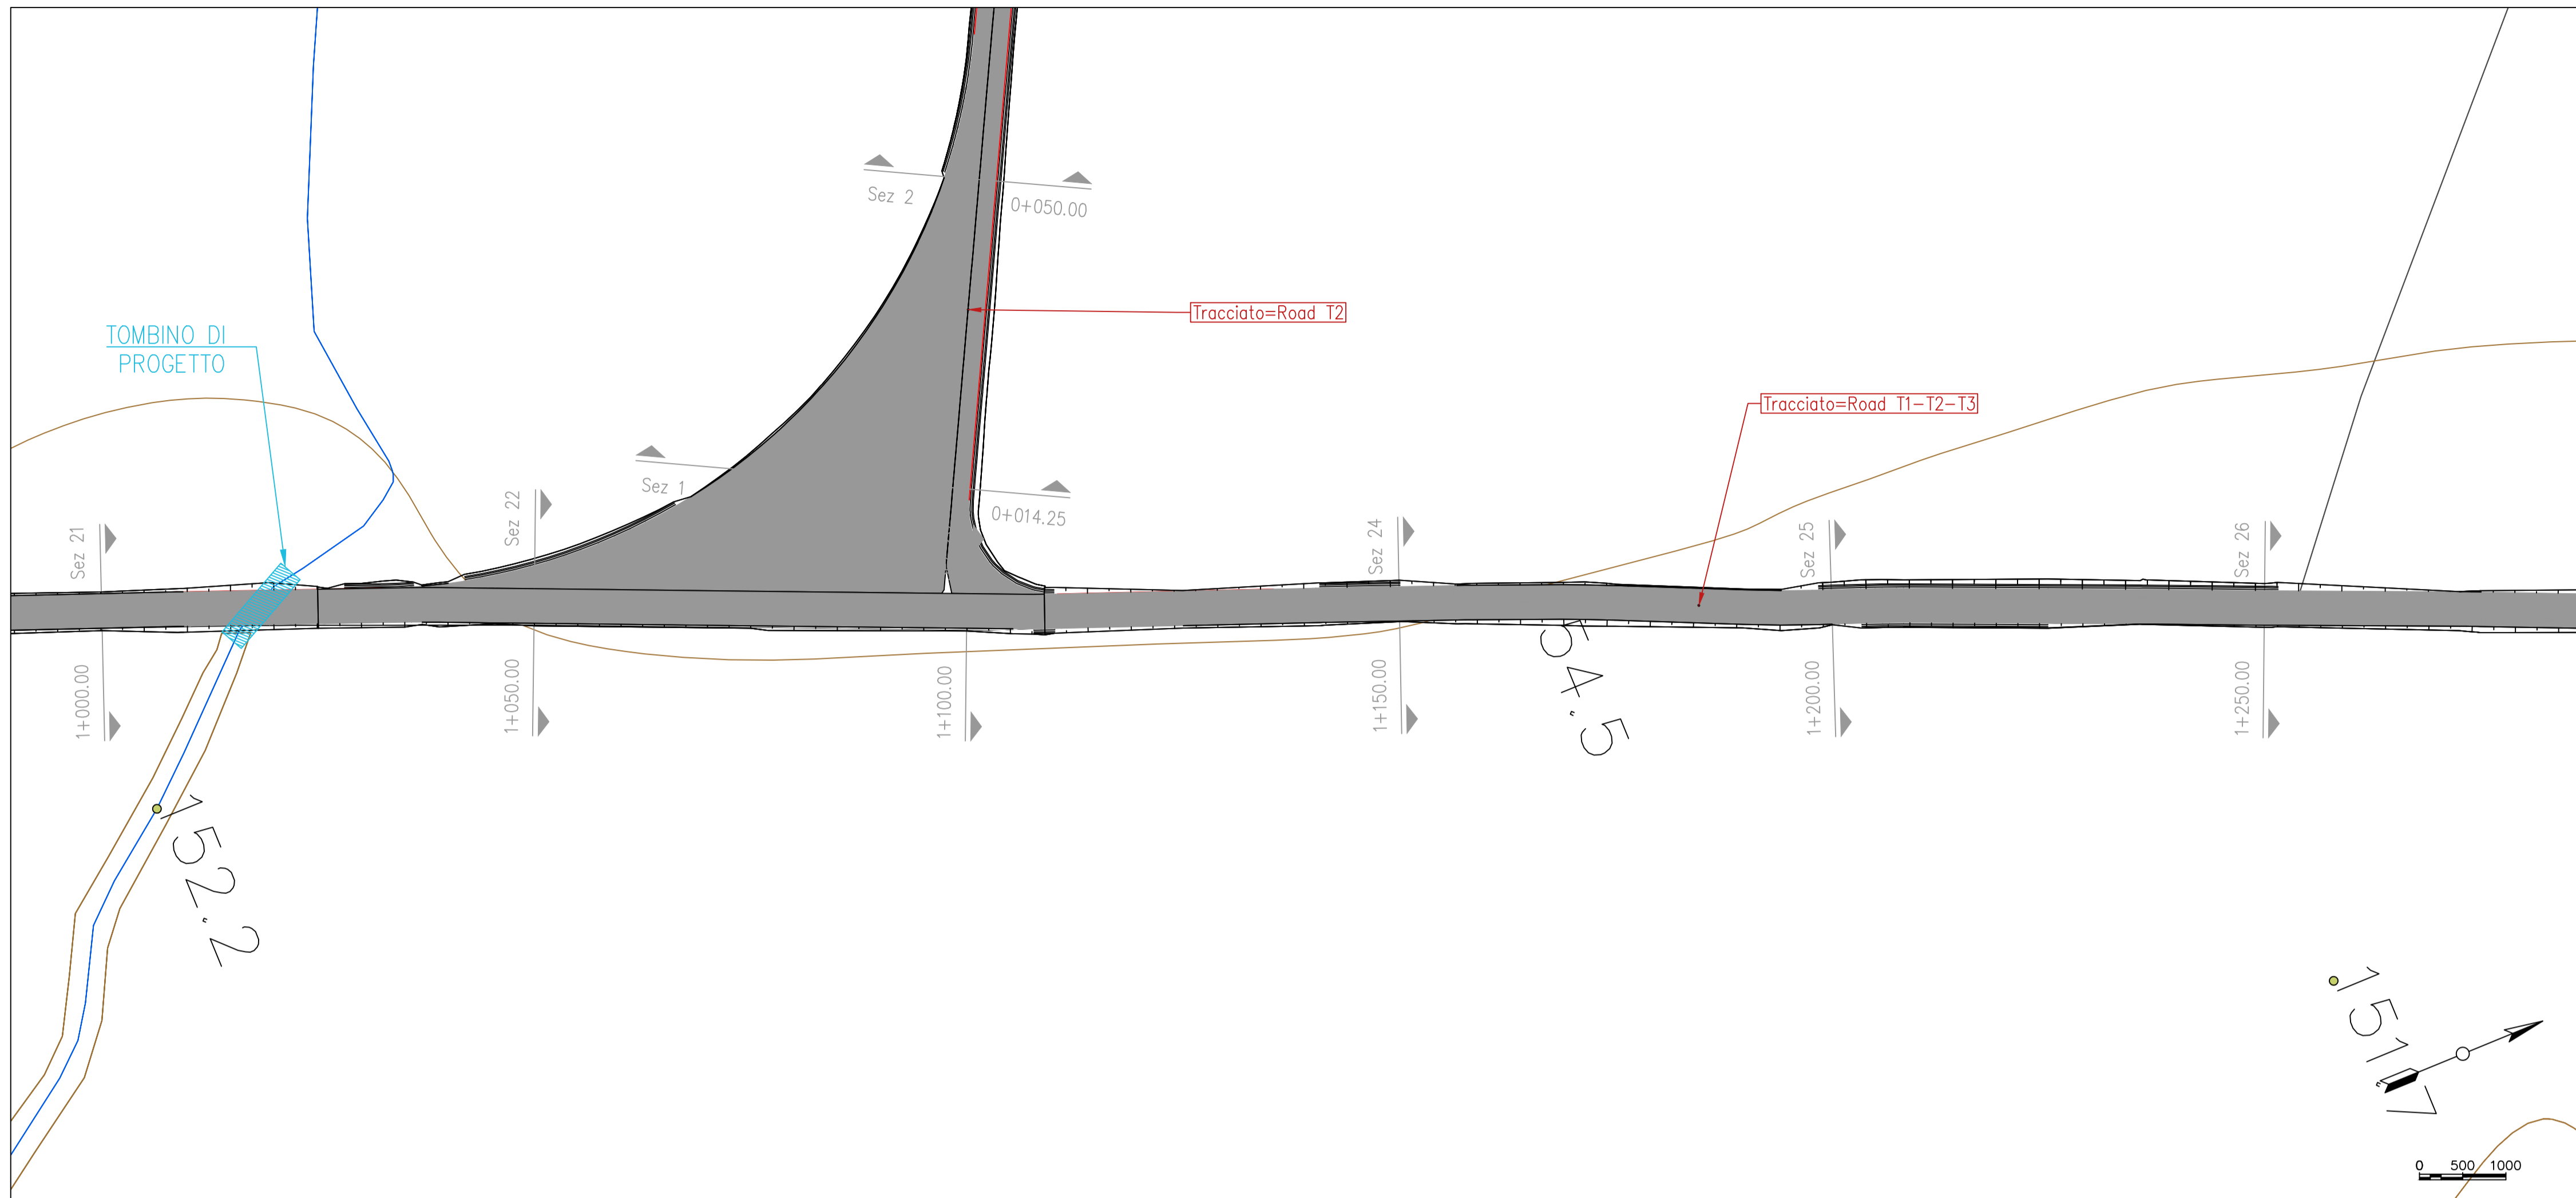 Sez 2
0+050.00
Tracciato=Road T2
TOMBINO DI
PROGETTO
Tracciato=Road T1-T2-T3
Sez 1
0+014.25
Sez 21
Sez 22
Sez 24
Sez 25
Sez 26
1+000.00
1+050.00
1+100.00
1+150.00
1+200.00
1+250.00
54.5
152.2
151.7
0 500 1000